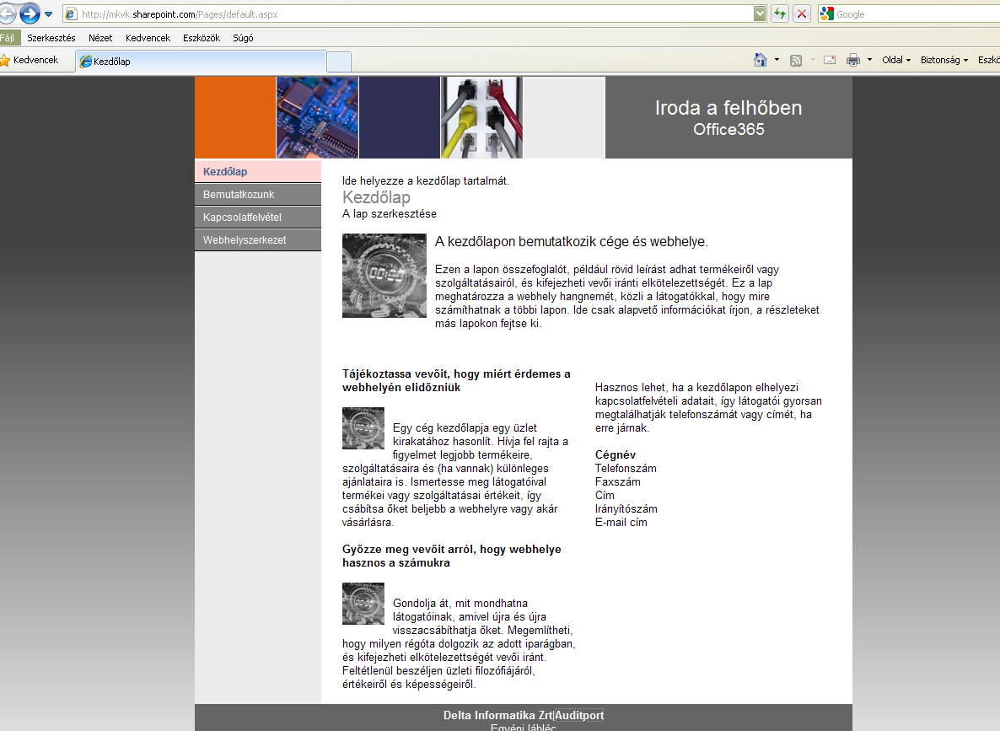 http://mkvk.sharepoint.com/Pages/default.aspx
Google
Fájl Szerkesztés Nézet Kedvencek Eszközök Súgó
Kedvencek Kezdőlap Oldal Biztonság Eszkö
Iroda a felhőben
Office365
Kezdőlap
Bemutatkozunk
Kapcsolatfelvétel
Webhelyszerkezet
Ide helyezze a kezdőlap tartalmát.
Kezdőlap
A lap szerkesztése
A kezdőlapon bemutatkozik cége és webhelye.
Ezen a lapon összefoglalót, például rövid leírást adhat termékeiről vagy
szolgáltatásairól, és kifejezheti vevői iránti elkötelezettségét. Ez a lap
meghatározza a webhely hangnemét, közli a látogatókkal, hogy mire
számíthatnak a többi lapon. Ide csak alapvető információkat írjon, a részleteket
más lapokon fejtse ki.
Tájékoztassa vevőit, hogy miért érdemes a
webhelyén elidőzniük
Egy cég kezdőlapja egy üzlet
kirakatához hasonlít. Hívja fel rajta a
figyelmet legjobb termékeire,
szolgáltatásaira és (ha vannak) különleges
ajánlataira is. Ismertesse meg látogatóival
termékei vagy szolgáltatásai értékeit, így
csábítsa őket beljebb a webhelyre vagy akár
vásárlásra.
Győzze meg vevőit arról, hogy webhelye
hasznos a számukra
Gondolja át, mit mondhatna
látogatóinak, amivel újra és újra
visszacsábíthatja őket. Megemlítheti,
hogy milyen régóta dolgozik az adott iparágban,
és kifejezheti elkötelezettségét vevői iránt.
Feltétlenül beszéljen üzleti filozófiájáról,
értékeiről és képességeiről.
Hasznos lehet, ha a kezdőlapon elhelyezi
kapcsolatfelvételi adatait, így látogatói gyorsan
megtalálhatják telefonszámát vagy címét, ha
erre járnak.
Cégnév
Telefonszám
Faxszám
Cím
Irányítószám
E-mail cím
Delta Informatika Zrt|Auditport
Egyéni lábléc